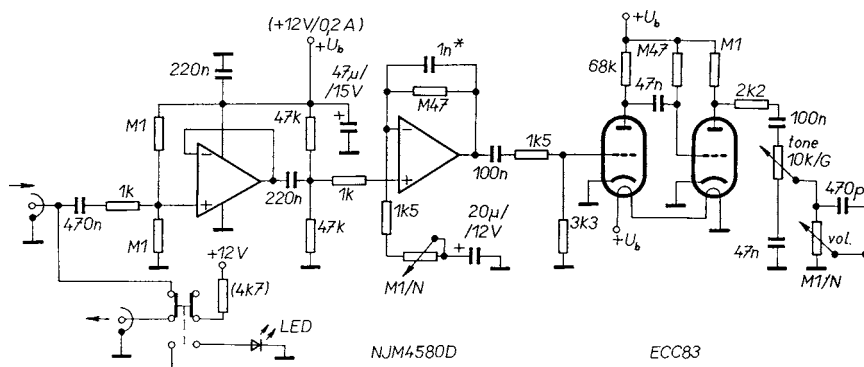 (+12V/0,2A)
+Ub
220n
47µ/
/15V
+
47k
M1
−
+
470n
1k
M1
220n
47k
1n*
M47
−
+
1k
1k5
M1/N
20µ/
/12V
+
100n
1k5
3k3
+Ub
68k
M47
M1
47n
2k2
100n
tone
10k/G
470p
47n
vol.
M1/N
+Ub
+12V
(4k7)
LED
NJM4580D
ECC83